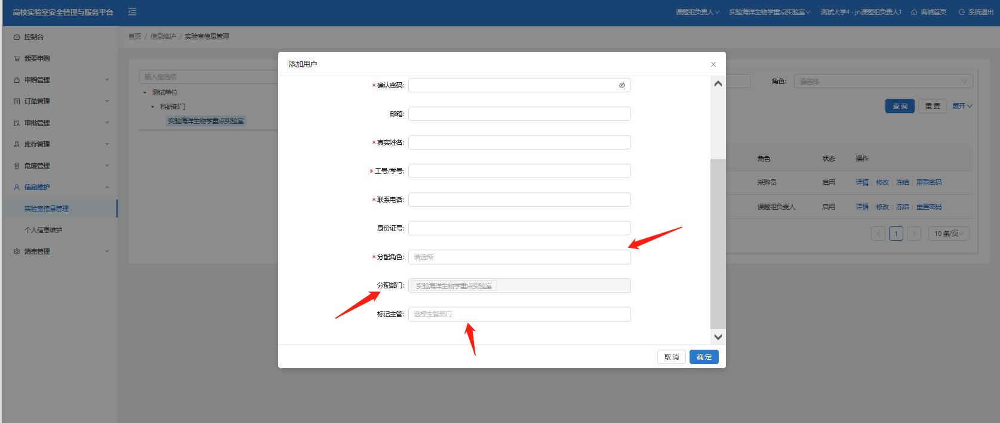 高校实验室安全管理与服务平台
课题组负责人
实验海洋生物学重点实验室
测试大学4 · jn课题组负责人1
商城首页
系统退出
控制台
我要申购
申购管理
订单管理
审批管理
库存管理
危废管理
信息维护
实验室信息管理
个人信息维护
消息管理
首页 / 信息维护 / 实验室信息管理
输入搜选项
测试单位
科研部门
实验海洋生物学重点实验室
添加用户
* 确认密码:
邮箱:
* 真实姓名:
* 工号/学号:
* 联系电话:
身份证号:
* 分配角色: 请选择
分配部门: 实验海洋生物学重点实验室
标记主管: 选择主管部门
取消 确定
角色: 请选择
查询 重置 展开
角色 状态 操作
采购员 启用 详情 修改 冻结 重置密码
课题组负责人 启用 详情 修改 冻结 重置密码
< 1 > 10 条/页